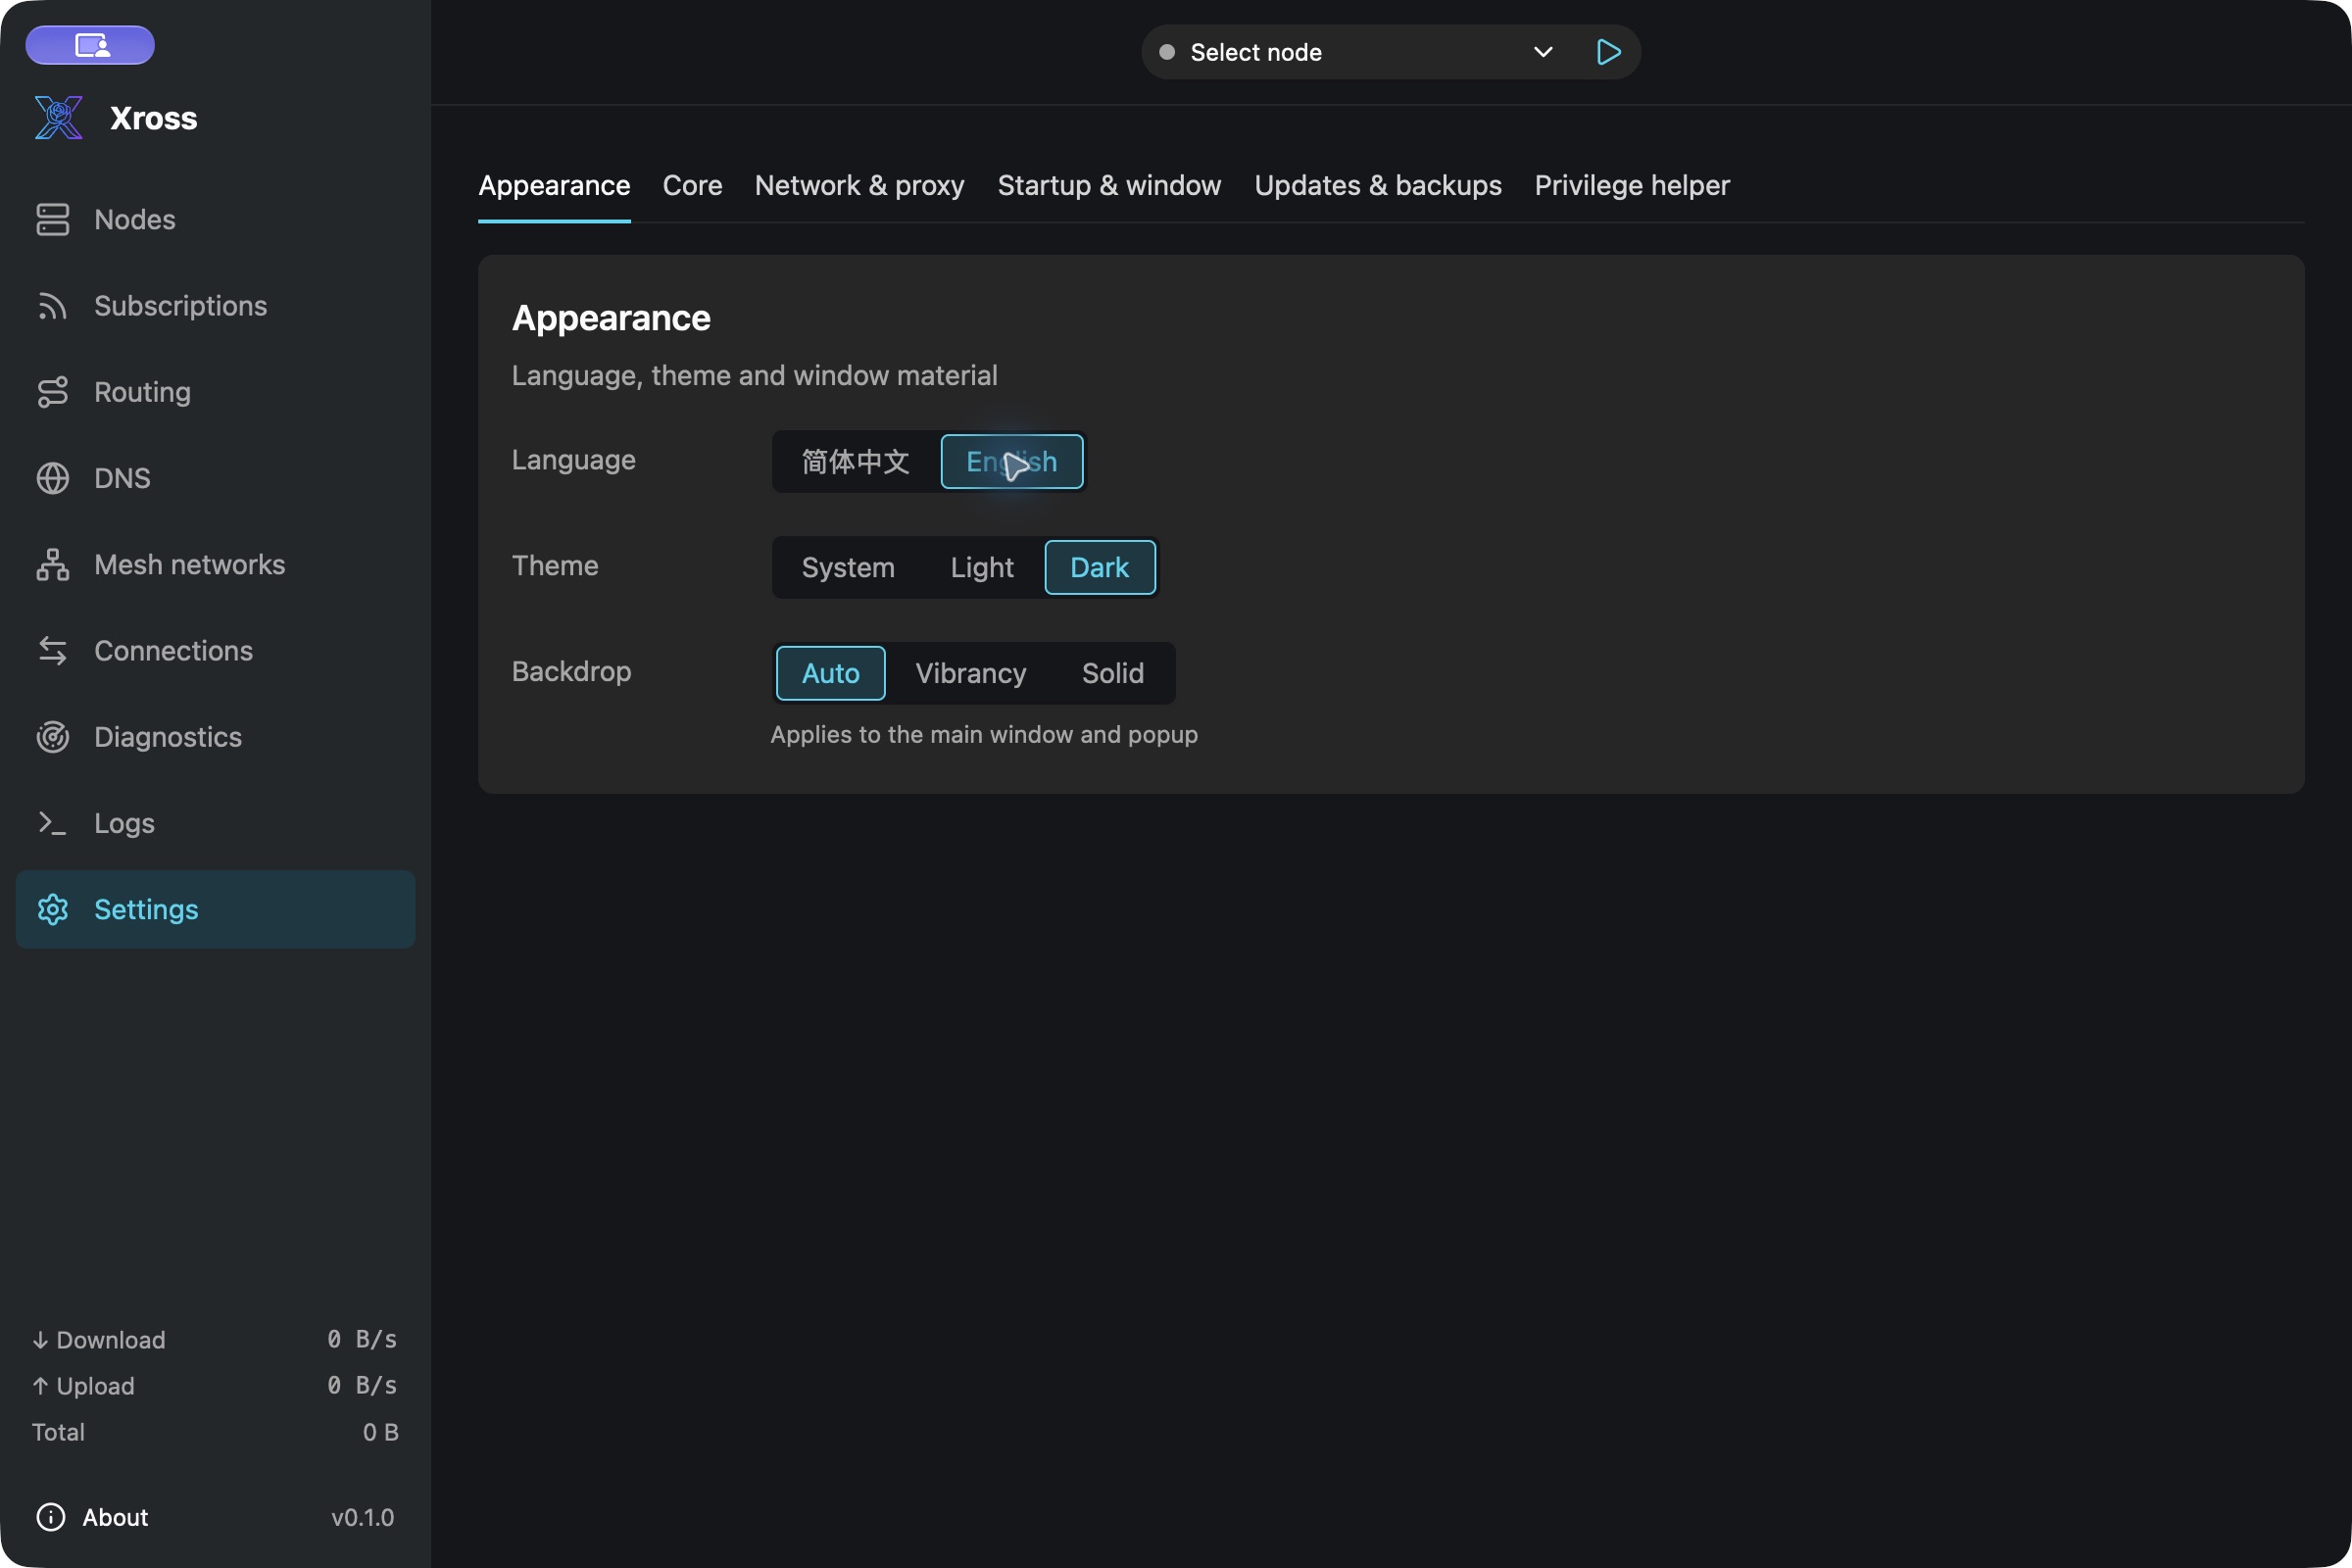 Xross
Nodes
Subscriptions
Routing
DNS
Mesh networks
Connections
Diagnostics
Logs
Settings
Download 0 B/s
Upload 0 B/s
Total 0 B
About v0.1.0
Select node
Appearance Core Network & proxy Startup & window Updates & backups Privilege helper
Appearance
Language, theme and window material
Language 简体中文 English
Theme System Light Dark
Backdrop Auto Vibrancy Solid
Applies to the main window and popup